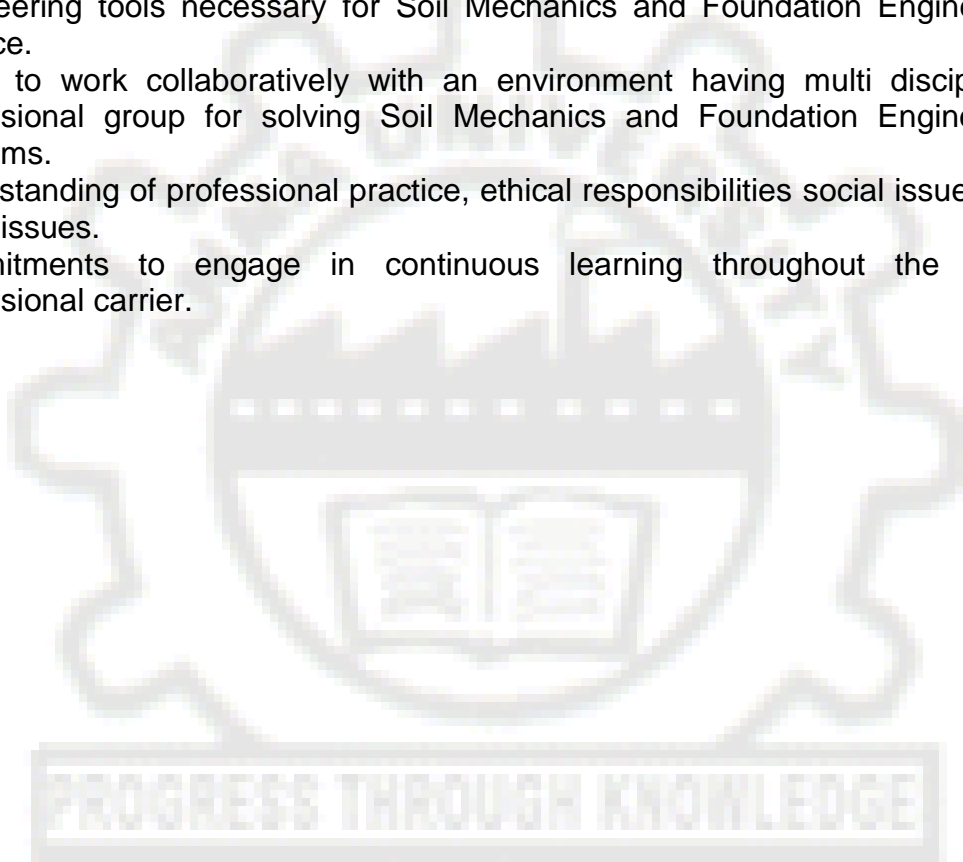 eering tools necessary for Soil Mechanics and Foundation Engine
ce.
to work collaboratively with an environment having multi discip
sional group for solving Soil Mechanics and Foundation Engine
ms.
standing of professional practice, ethical responsibilities social issue
issues.
itments to engage in continuous learning throughout the
sional carrier.
PROGRESS THROUGH KNOWLEDGE